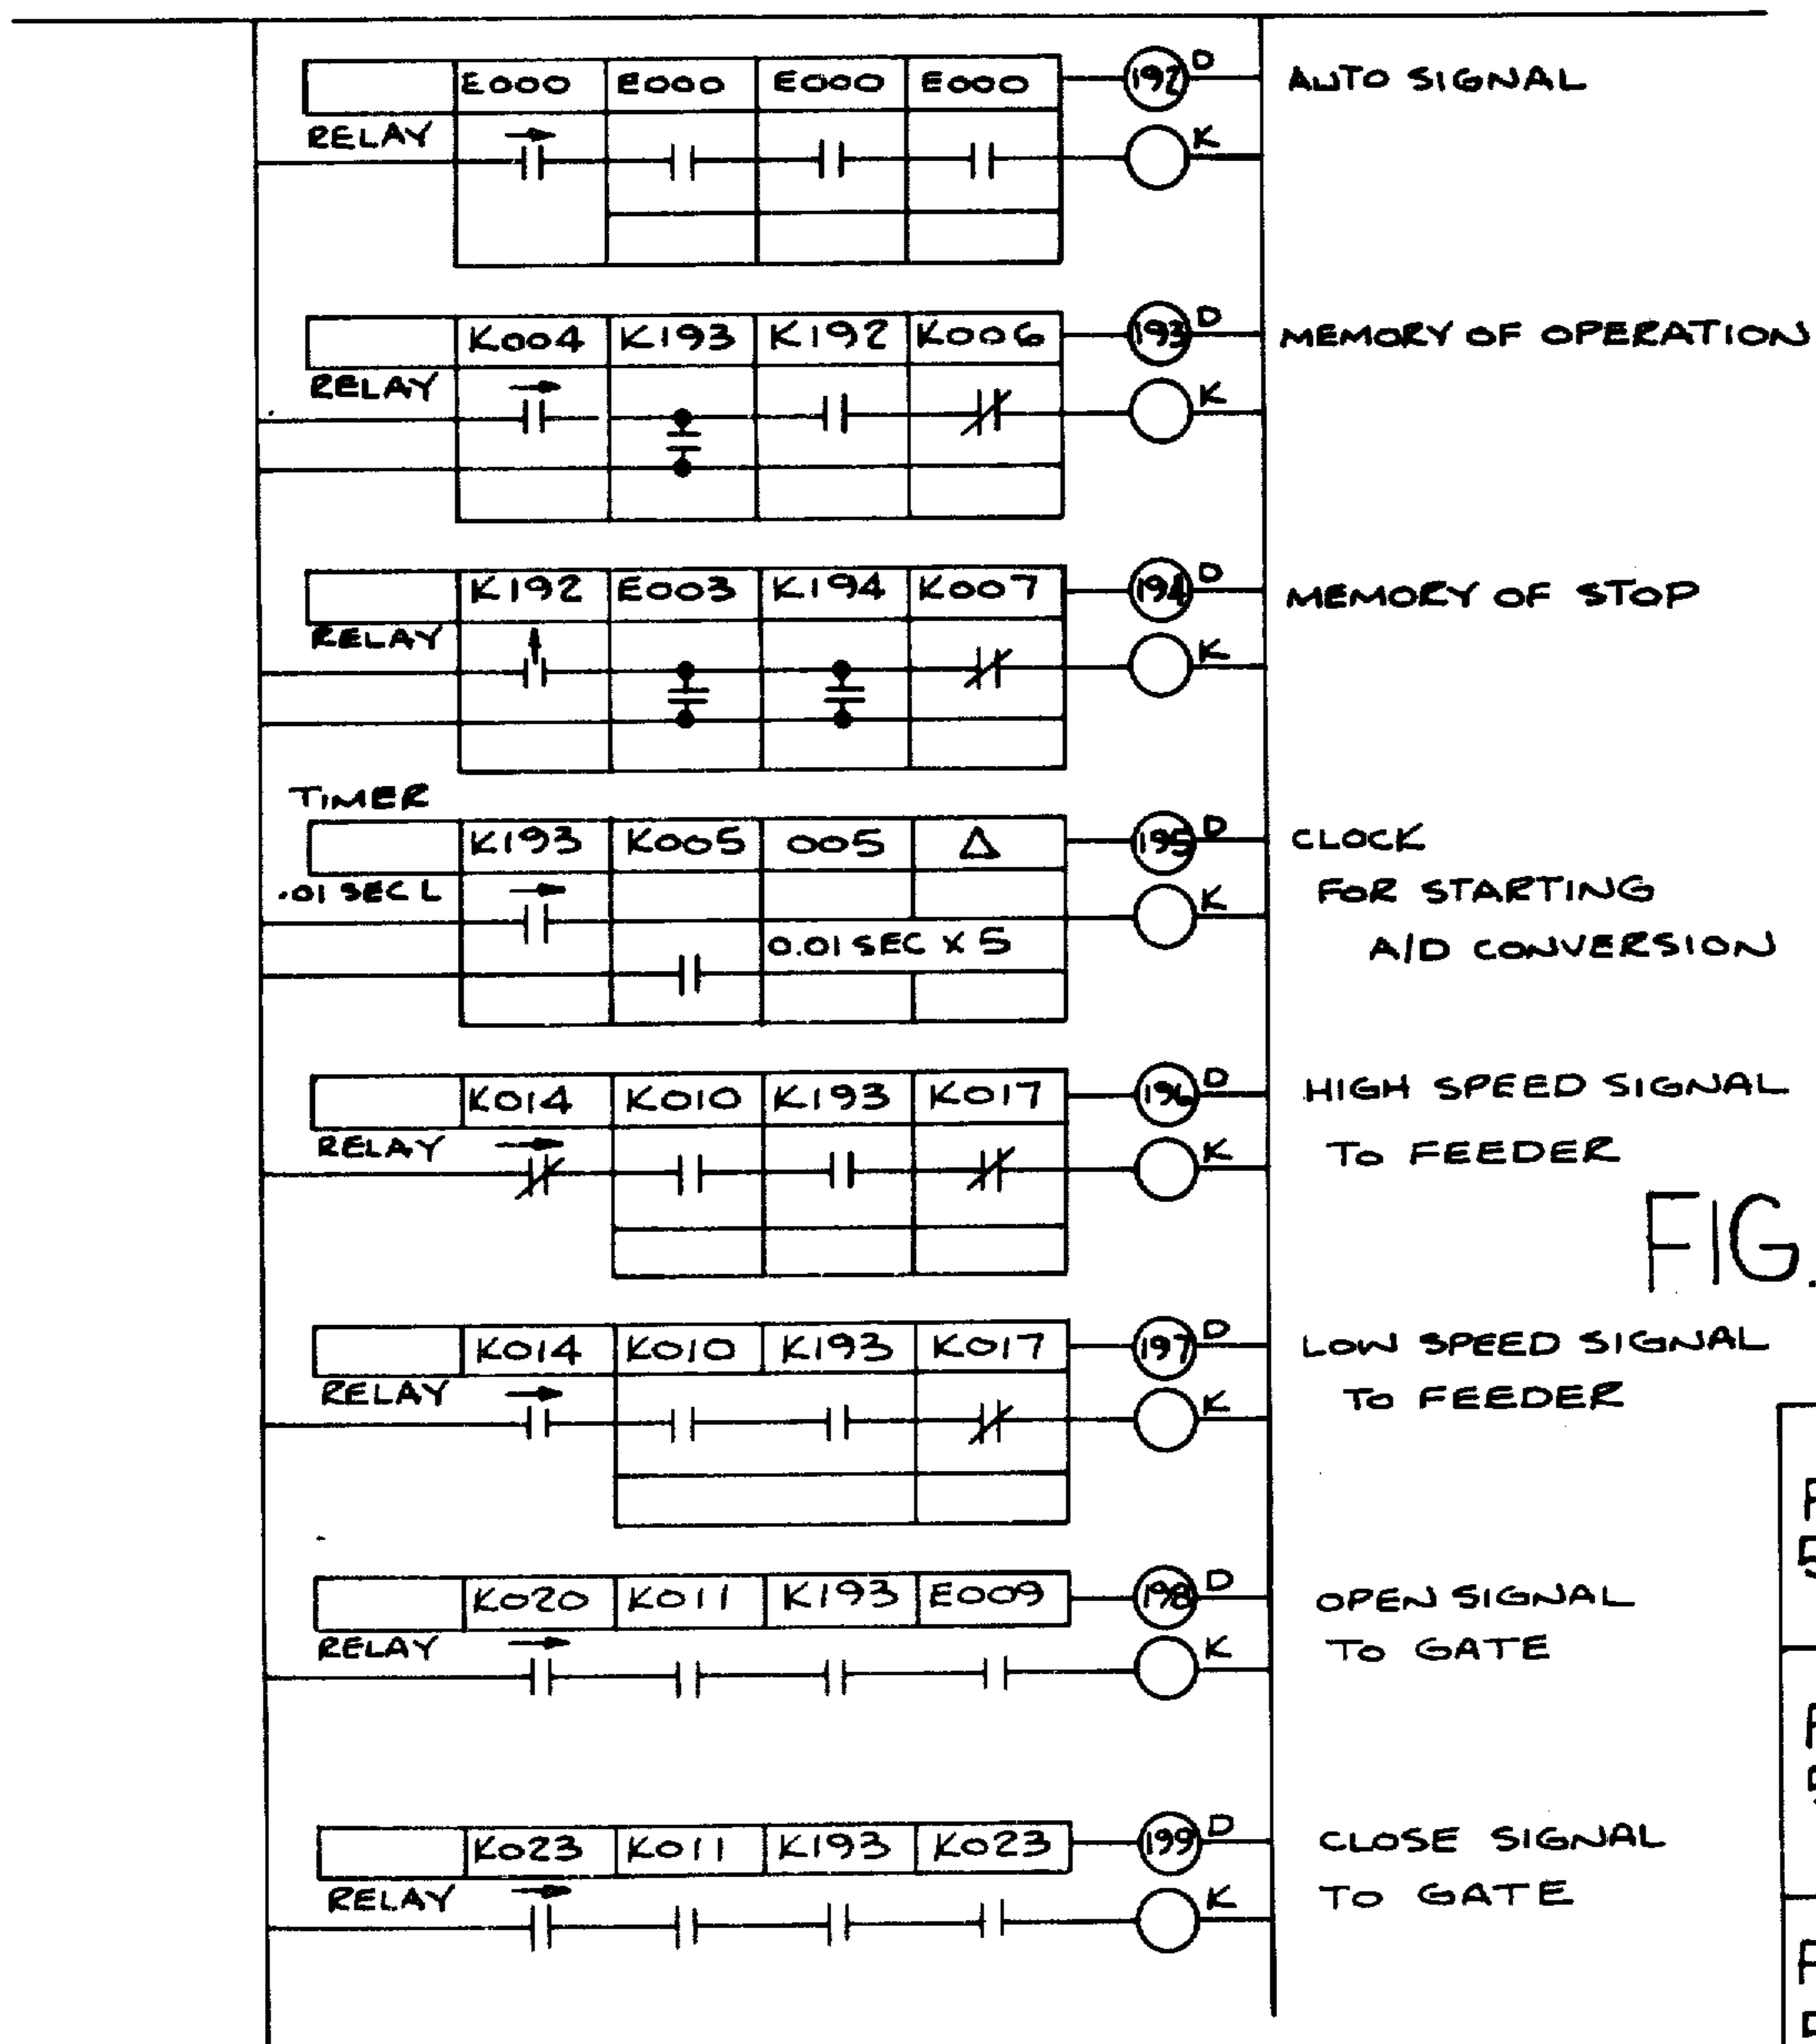 E000 E000 E000 E000 192 D AUTO SIGNAL
RELAY K
K004 K193 K192 K006 193 D MEMORY OF OPERATION
RELAY K
K192 E003 K194 K007 194 D MEMORY OF STOP
RELAY K
TIMER
K193 K005 005 Δ 195 D CLOCK
.01 SEC L K FOR STARTING
0.01 SEC X 5 A/D CONVERSION
K014 K010 K193 K017 196 D HIGH SPEED SIGNAL
RELAY K TO FEEDER
FIG.
K014 K010 K193 K017 197 D LOW SPEED SIGNAL
RELAY K TO FEEDER
K020 K011 K193 E009 198 D OPEN SIGNAL
RELAY K TO GATE
K023 K011 K193 K023 199 D CLOSE SIGNAL
RELAY K TO GATE